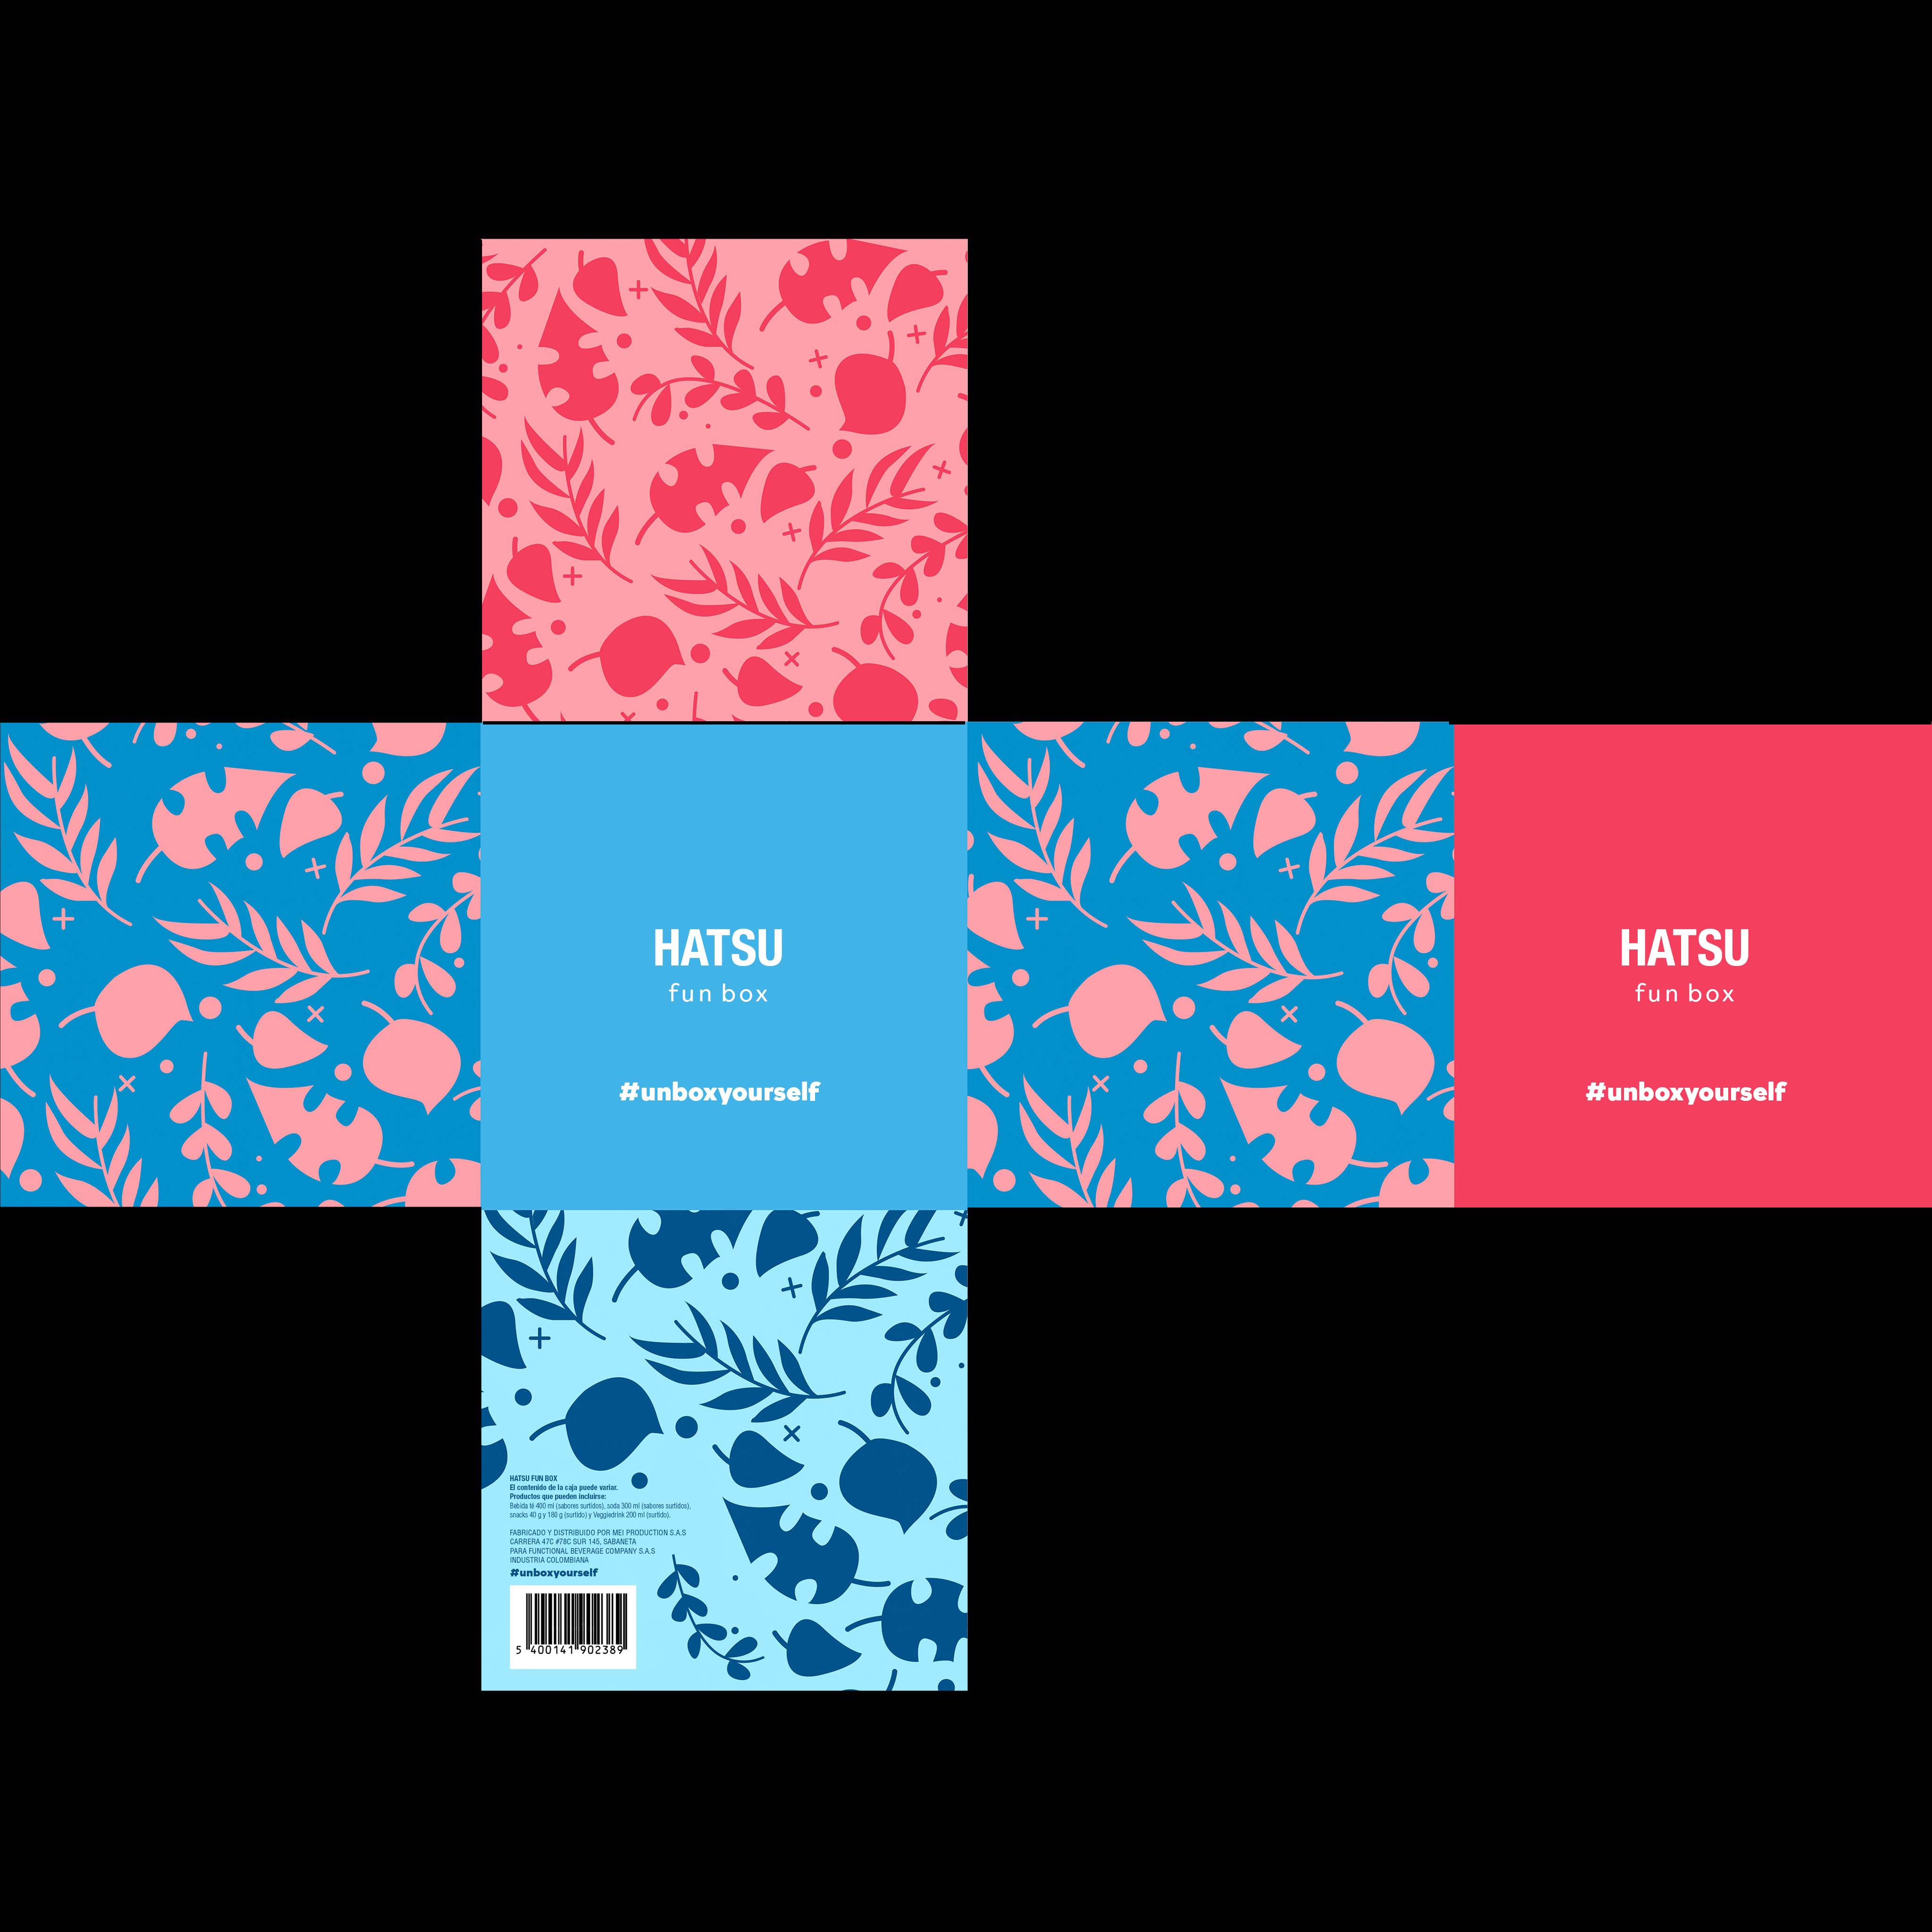 HATSU
fun box
#unboxyourself
HATSU
fun box
#unboxyourself
HATSU FUN BOX
El contenido de la caja puede variar.
Productos que pueden incluirse:
Bebida té 400 ml (sabores surtidos), soda 300 ml (sabores surtidos),
snacks 40 g y 180 g (surtido) y Veggiedrink 200 ml (surtido).
FABRICADO Y DISTRIBUIDO POR MEI PRODUCTION S.A.S
CARRERA 47C #78C SUR 145, SABANETA
PARA FUNCTIONAL BEVERAGE COMPANY S.A.S
INDUSTRIA COLOMBIANA
#unboxyourself
5 400141 902389